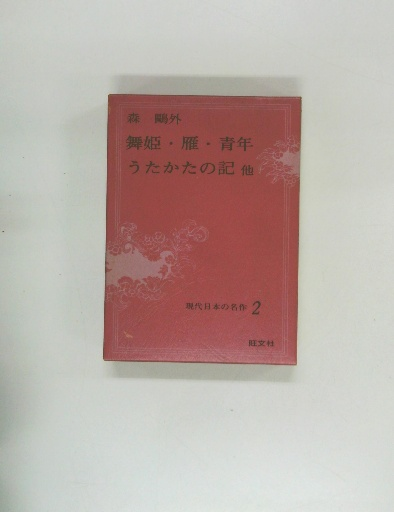 森 鷗外
舞姫・雁・青年
うたかたの記 他
現代日本の名作 2
旺文社